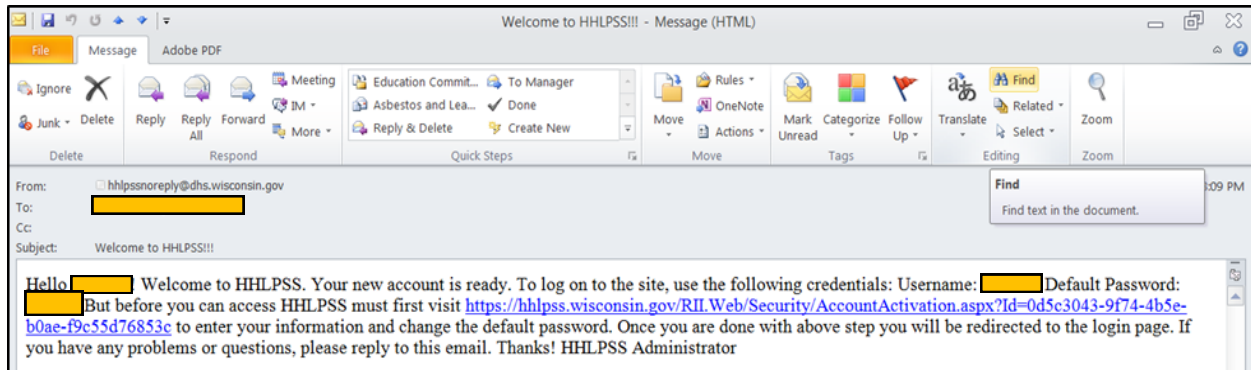 Welcome to HHLPSS!!! - Message (HTML)
File Message Adobe PDF
Ignore
Junk
Delete
Delete
Reply
Reply All
Forward
Meeting
IM
More
Respond
Education Commit...
Asbestos and Lea...
Reply & Delete
To Manager
Done
Create New
Quick Steps
Move
Rules
OneNote
Actions
Move
Mark Unread
Categorize
Follow Up
Tags
Translate
Find
Related
Select
Editing
Zoom
Zoom
From: hhlpssnoreply@dhs.wisconsin.gov
:09 PM
To:
Cc:
Subject: Welcome to HHLPSS!!!
Find
Find text in the document.
Hello ! Welcome to HHLPSS. Your new account is ready. To log on to the site, use the following credentials: Username: Default Password:
But before you can access HHLPSS must first visit https://hhlpss.wisconsin.gov/RII.Web/Security/AccountActivation.aspx?Id=0d5c3043-9f74-4b5e-
b0ae-f9c55d76853c to enter your information and change the default password. Once you are done with above step you will be redirected to the login page. If
you have any problems or questions, please reply to this email. Thanks! HHLPSS Administrator